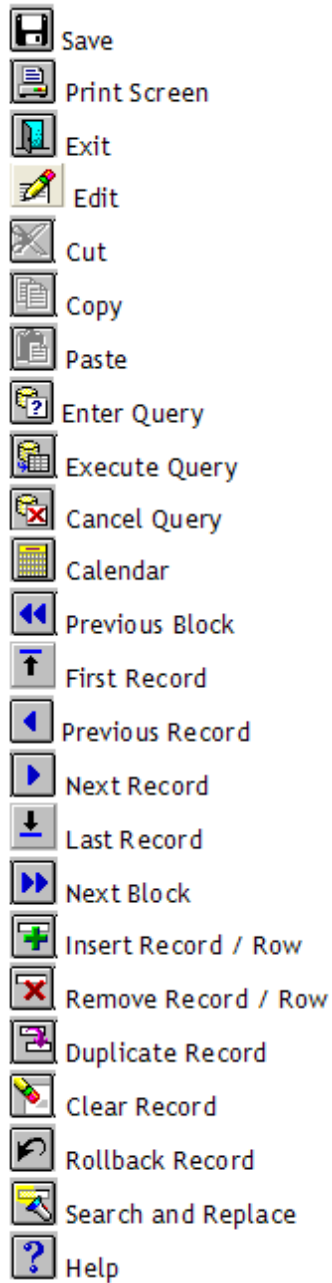 Save
Print Screen
Exit
Edit
Cut
Copy
Paste
? Enter Query
Execute Query
Cancel Query
Calendar
Previous Block
First Record
Previous Record
Next Record
Last Record
Next Block
Insert Record / Row
Remove Record / Row
Duplicate Record
Clear Record
Rollback Record
Search and Replace
? Help